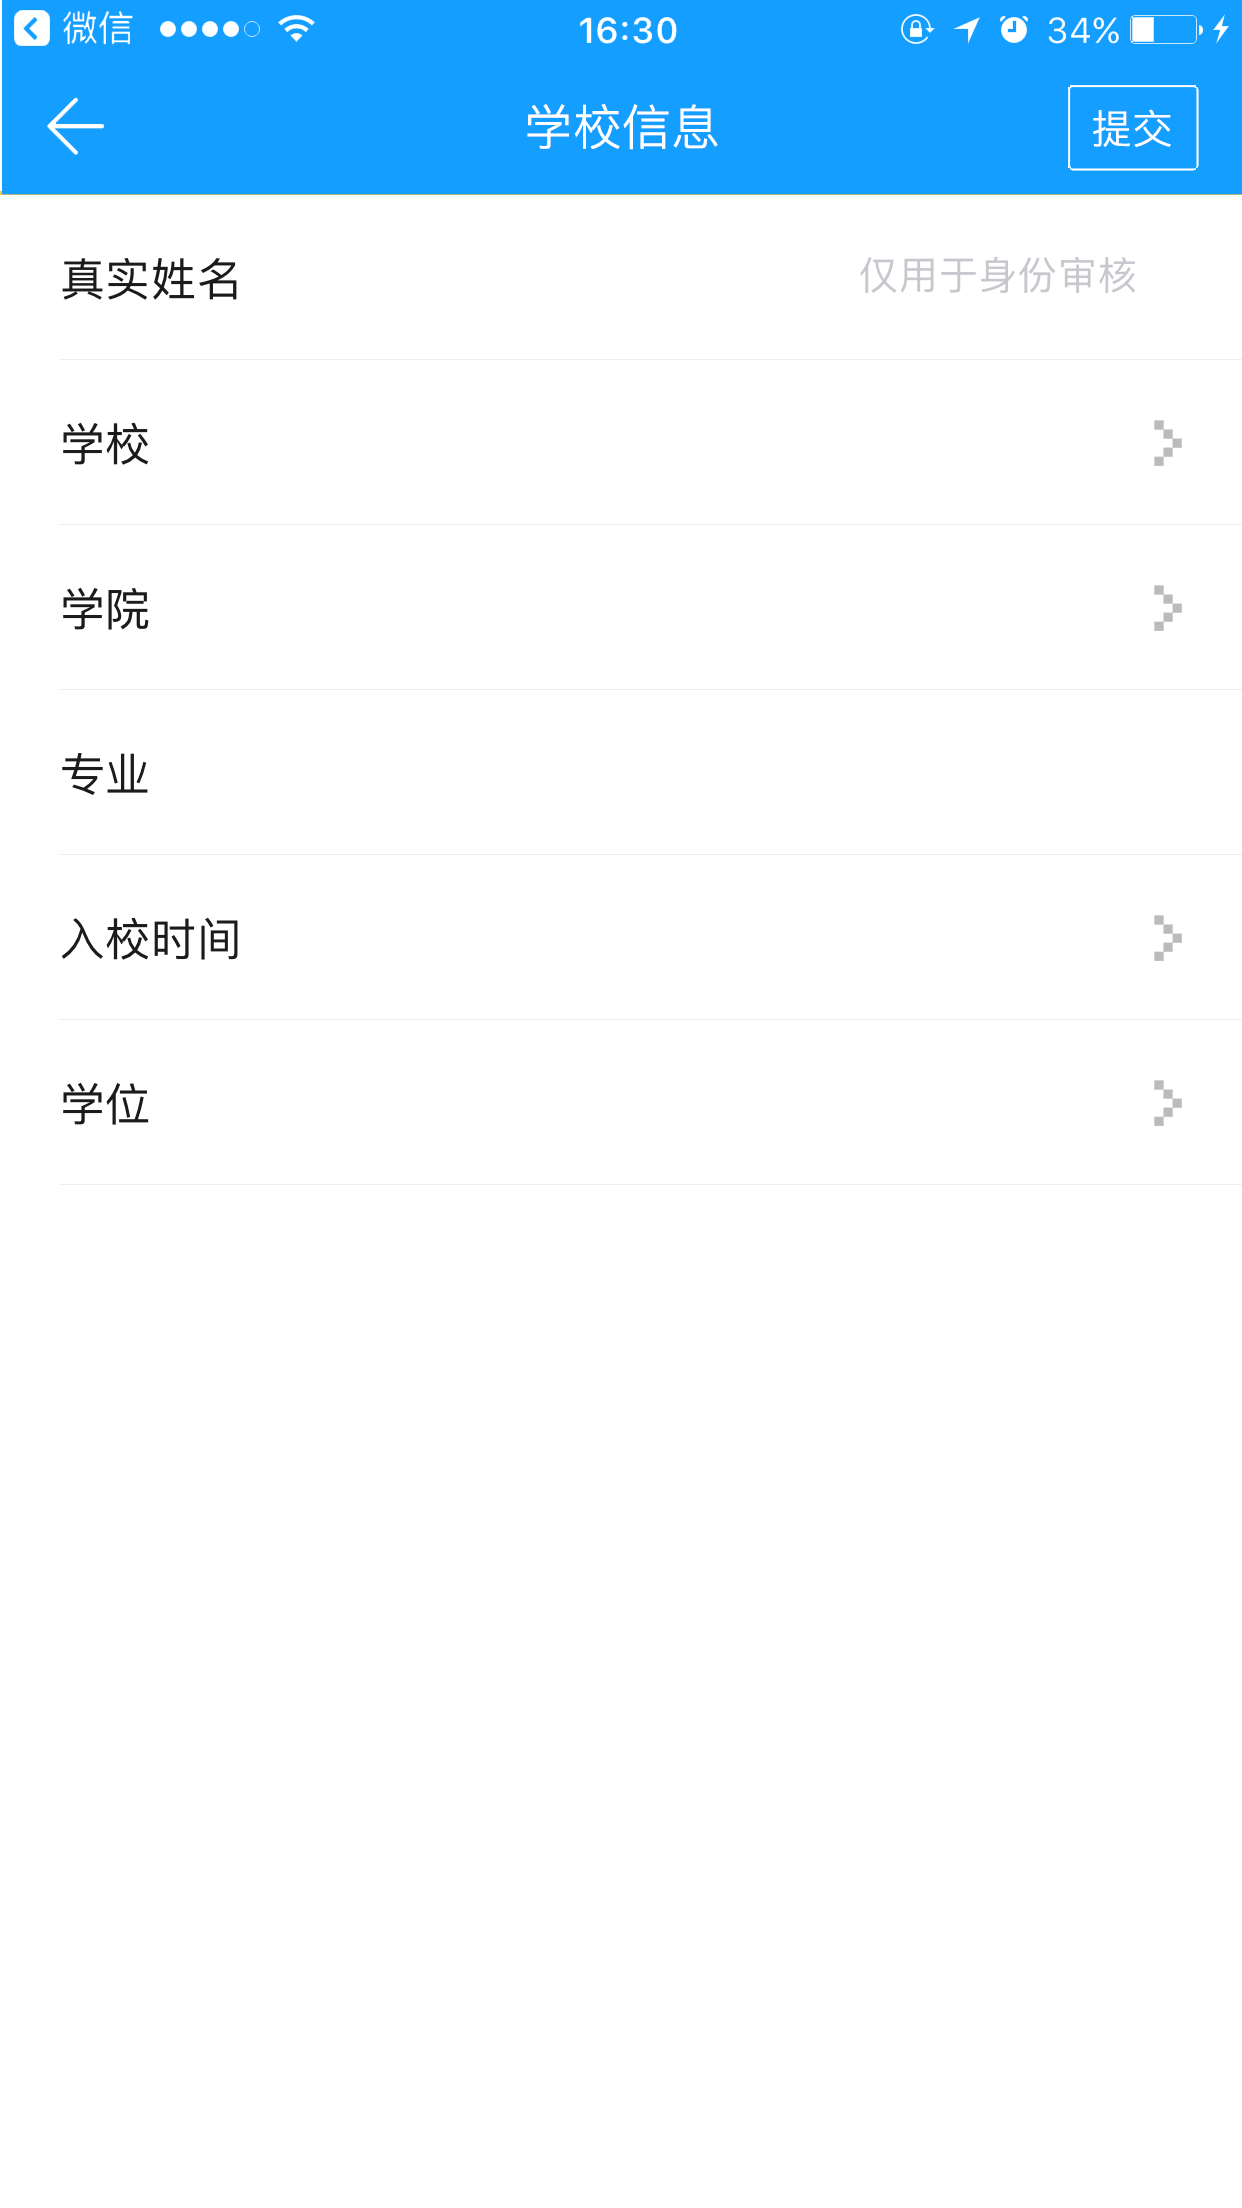 微信 16:30 34%
学校信息 提交
真实姓名 仅用于身份审核
学校
学院
专业
入校时间
学位